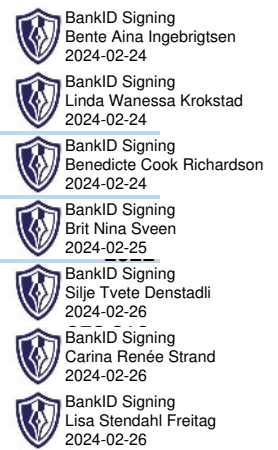 BankID Signing
Bente Aina Ingebrigtsen
2024-02-24
BankID Signing
Linda Wanessa Krokstad
2024-02-24
BankID Signing
Benedicte Cook Richardson
2024-02-24
BankID Signing
Brit Nina Sveen
2024-02-25
BankID Signing
Silje Tvete Denstadli
2024-02-26
BankID Signing
Carina Renée Strand
2024-02-26
BankID Signing
Lisa Stendahl Freitag
2024-02-26